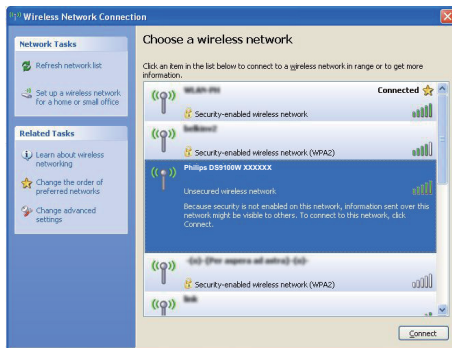 Wireless Network Connection
Network Tasks
Refresh network list
Set up a wireless network
for a home or small office
Related Tasks
Learn about wireless
networking
Change the order of
preferred networks
Change advanced
settings
Choose a wireless network
Click an item in the list below to connect to a wireless network in range or to get more
information.
Connected
Security-enabled wireless network
Security-enabled wireless network (WPA2)
Philips DS9100W XXXXXX
Unsecured wireless network
Because security is not enabled on this network, information sent over this
network might be visible to others. To connect to this network, click
Connect.
Security-enabled wireless network (WPA2)
Connect